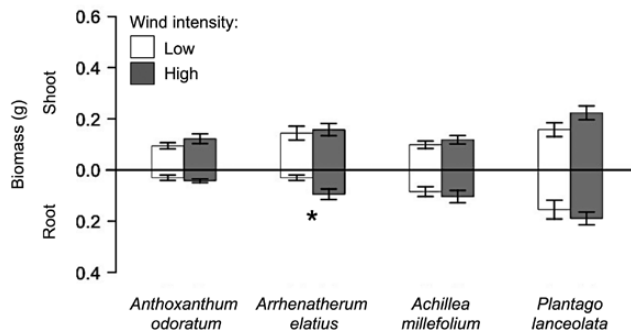 Wind intensity:
Low
High
Biomass (g)
Shoot
Root
0.6
0.4
0.2
0.0
0.2
0.4
*
Anthoxanthum
odoratum
Arrhenatherum
elatius
Achillea
millefolium
Plantago
lanceolata